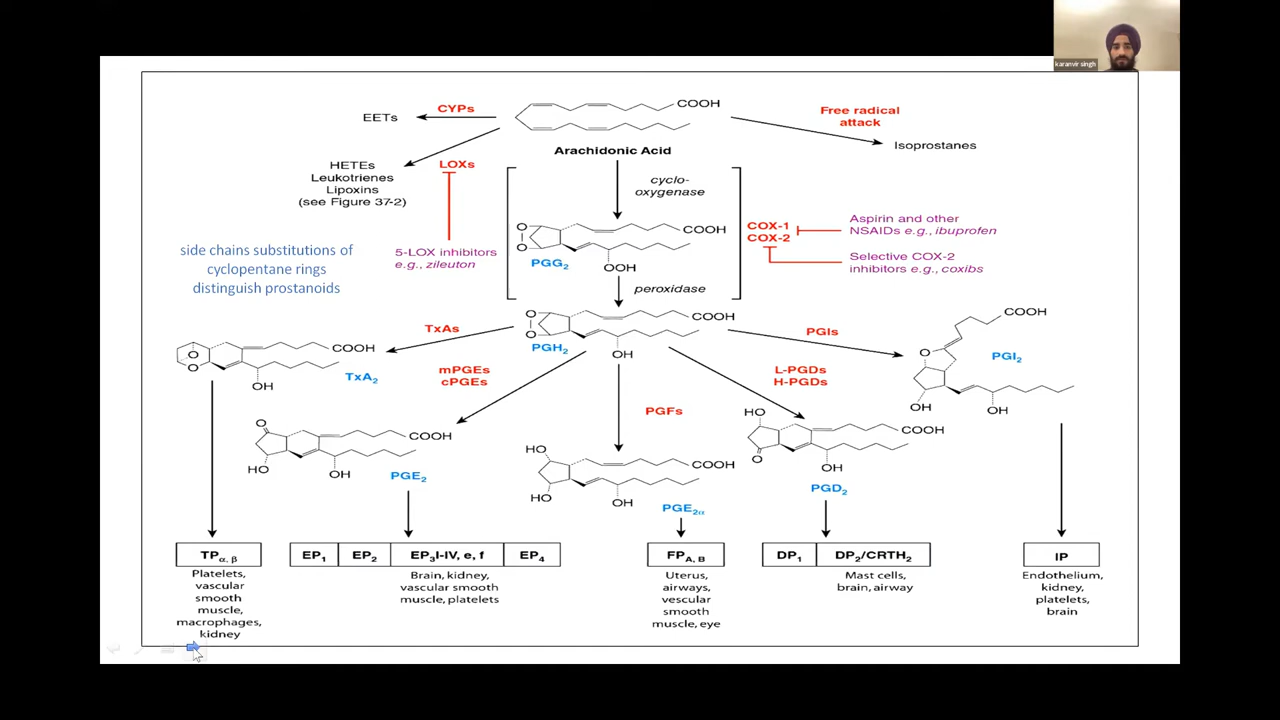 karanvir singh
CYPs
EETs
COOH
Free radical
attack
Isoprostanes
Arachidonic Acid
HETEs
Leukotrienes
Lipoxins
(see Figure 37-2)
LOXs
cyclo-
oxygenase
5-LOX inhibitors
e.g., zileuton
side chains substitutions of
cyclopentane rings
distinguish prostanoids
O
O
COOH
OOH
PGG2
COX-1
COX-2
Aspirin and other
NSAIDs e.g., ibuprofen
Selective COX-2
inhibitors e.g., coxibs
peroxidase
O
O
COOH
OH
PGH2
TxAs
PGIs
mPGEs
cPGEs
PGFs
L-PGDs
H-PGDs
O
O
COOH
OH
TxA2
COOH
O
OH
OH
PGI2
O
COOH
HO
OH
PGE2
HO
COOH
HO
OH
PGE2α
HO
COOH
O
OH
PGD2
TPα, β
EP1
EP2
EP3I-IV, e, f
EP4
FPA, B
DP1
DP2/CRTH2
IP
Platelets,
vascular
smooth
muscle,
macrophages,
kidney
Brain, kidney,
vascular smooth
muscle, platelets
Uterus,
airways,
vescular
smooth
muscle, eye
Mast cells,
brain, airway
Endothelium,
kidney,
platelets,
brain